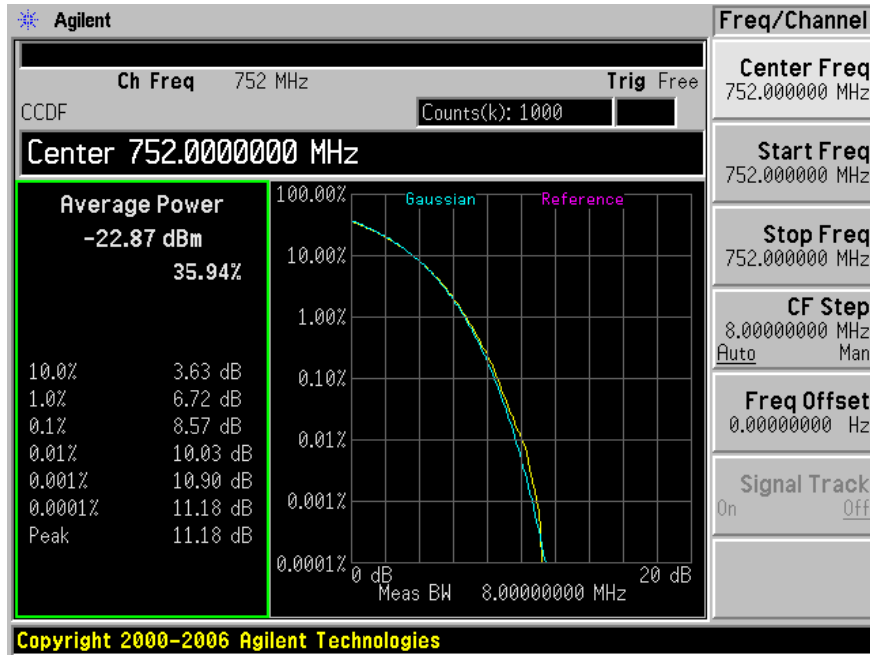 Agilent
Freq/Channel
Ch Freq 752 MHz Trig Free
CCDF Counts(k): 1000
Center 752.000000 MHz
Average Power
-22.87 dBm
35.94%
10.0% 3.63 dB
1.0% 6.72 dB
0.1% 8.57 dB
0.01% 10.03 dB
0.001% 10.90 dB
0.0001% 11.18 dB
Peak 11.18 dB
Gaussian Reference
100.00%
10.00%
1.00%
0.10%
0.01%
0.001%
0.0001%
0 dB 20 dB
Meas BW 8.00000000 MHz
Center Freq
752.000000 MHz
Start Freq
752.000000 MHz
Stop Freq
752.000000 MHz
CF Step
8.00000000 MHz
Auto Man
Freq Offset
0.00000000 Hz
Signal Track
On Off
Copyright 2000-2006 Agilent Technologies